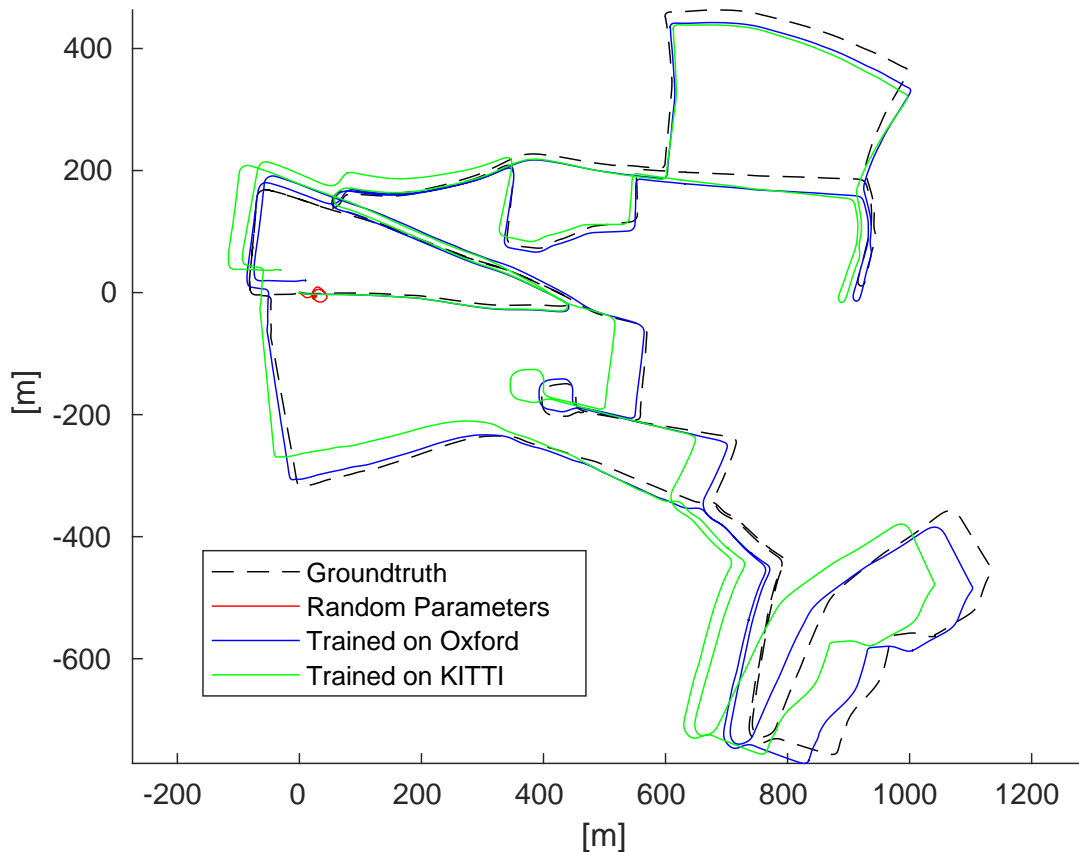 400
200
0
-200
-400
-600
[m]
Groundtruth
Random Parameters
Trained on Oxford
Trained on KITTI
-200 0 200 400 600 800 1000 1200
[m]